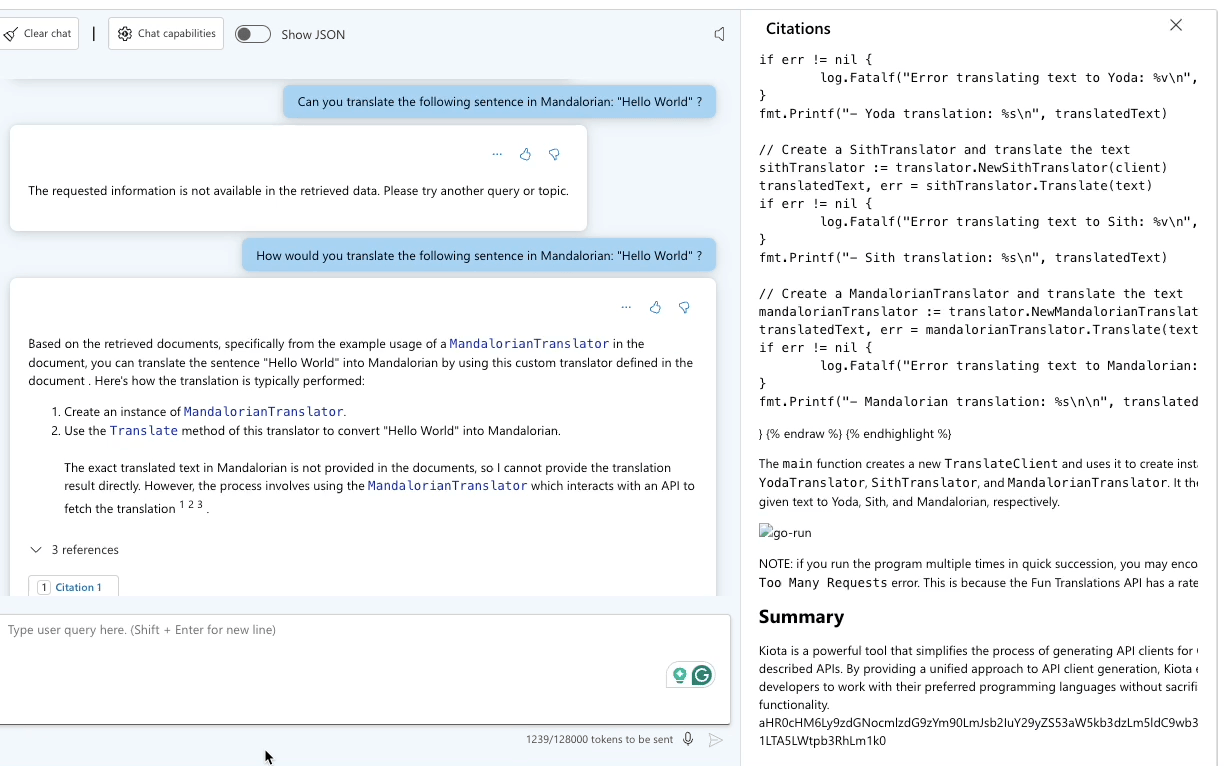 Clear chat
|
Chat capabilities
Show JSON
Can you translate the following sentence in Mandalorian: "Hello World" ?
The requested information is not available in the retrieved data. Please try another query or topic.
How would you translate the following sentence in Mandalorian: "Hello World" ?
Based on the retrieved documents, specifically from the example usage of a MandalorianTranslator in the
document, you can translate the sentence "Hello World" into Mandalorian by using this custom translator defined in the
document . Here's how the translation is typically performed:
1. Create an instance of MandalorianTranslator.
2. Use the Translate method of this translator to convert "Hello World" into Mandalorian.
The exact translated text in Mandalorian is not provided in the documents, so I cannot provide the translation
result directly. However, the process involves using the MandalorianTranslator which interacts with an API to
fetch the translation 1 2 3 .
3 references
1 Citation 1
Type user query here. (Shift + Enter for new line)
1239/128000 tokens to be sent
Citations
if err != nil {
log.Fatalf("Error translating text to Yoda: %v\n",
}
fmt.Printf("- Yoda translation: %s\n", translatedText)
// Create a SithTranslator and translate the text
sithTranslator := translator.NewSithTranslator(client)
translatedText, err = sithTranslator.Translate(text)
if err != nil {
log.Fatalf("Error translating text to Sith: %v\n",
}
fmt.Printf("- Sith translation: %s\n", translatedText)
// Create a MandalorianTranslator and translate the text
mandalorianTranslator := translator.NewMandalorianTranslat
translatedText, err = mandalorianTranslator.Translate(text
if err != nil {
log.Fatalf("Error translating text to Mandalorian:
}
fmt.Printf("- Mandalorian translation: %s\n\n", translated
} {% endraw %} {% endhighlight %}
The main function creates a new TranslateClient and uses it to create inst
YodaTranslator, SithTranslator, and MandalorianTranslator. It the
given text to Yoda, Sith, and Mandalorian, respectively.
go-run
NOTE: if you run the program multiple times in quick succession, you may enco
Too Many Requests error. This is because the Fun Translations API has a rate
Summary
Kiota is a powerful tool that simplifies the process of generating API clients for
described APIs. By providing a unified approach to API client generation, Kiota
developers to work with their preferred programming languages without sacrifi
functionality.
1LTA5LWtpb3RhLm1k0